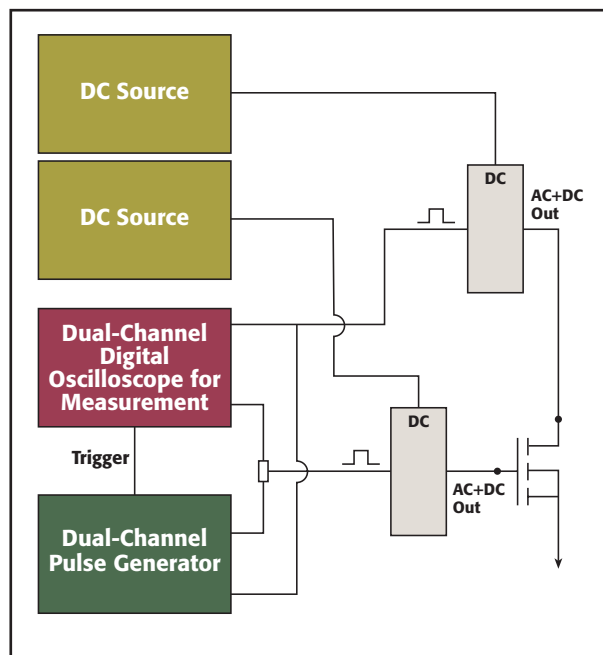 DC Source
DC Source
Dual-Channel
Digital
Oscilloscope for
Measurement
Trigger
Dual-Channel
Pulse Generator
DC
AC+DC
Out
DC
AC+DC
Out